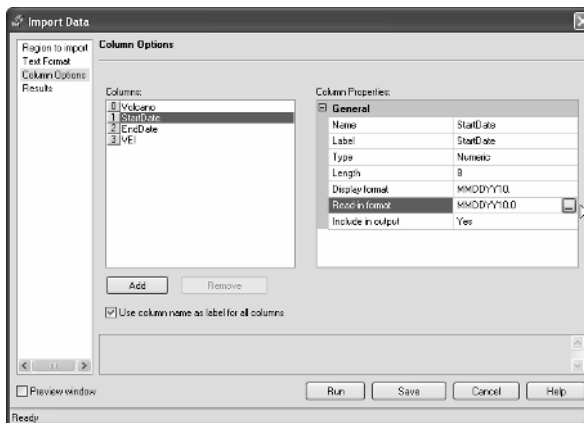 Import Data
Region to import
Text Format
Column Options
Results
Column Options
Columns:
0 Volcano
1 StartDate
2 EndDate
3 VEI
Add
Remove
Use column name as label for all columns
Column Properties:
General
Name StartDate
Label StartDate
Type Numeric
Length 8
Display format MMDDYY10.
Read-in format MMDDYY10.0 ...
Include in output Yes
Preview window
Run
Save
Cancel
Help
Ready